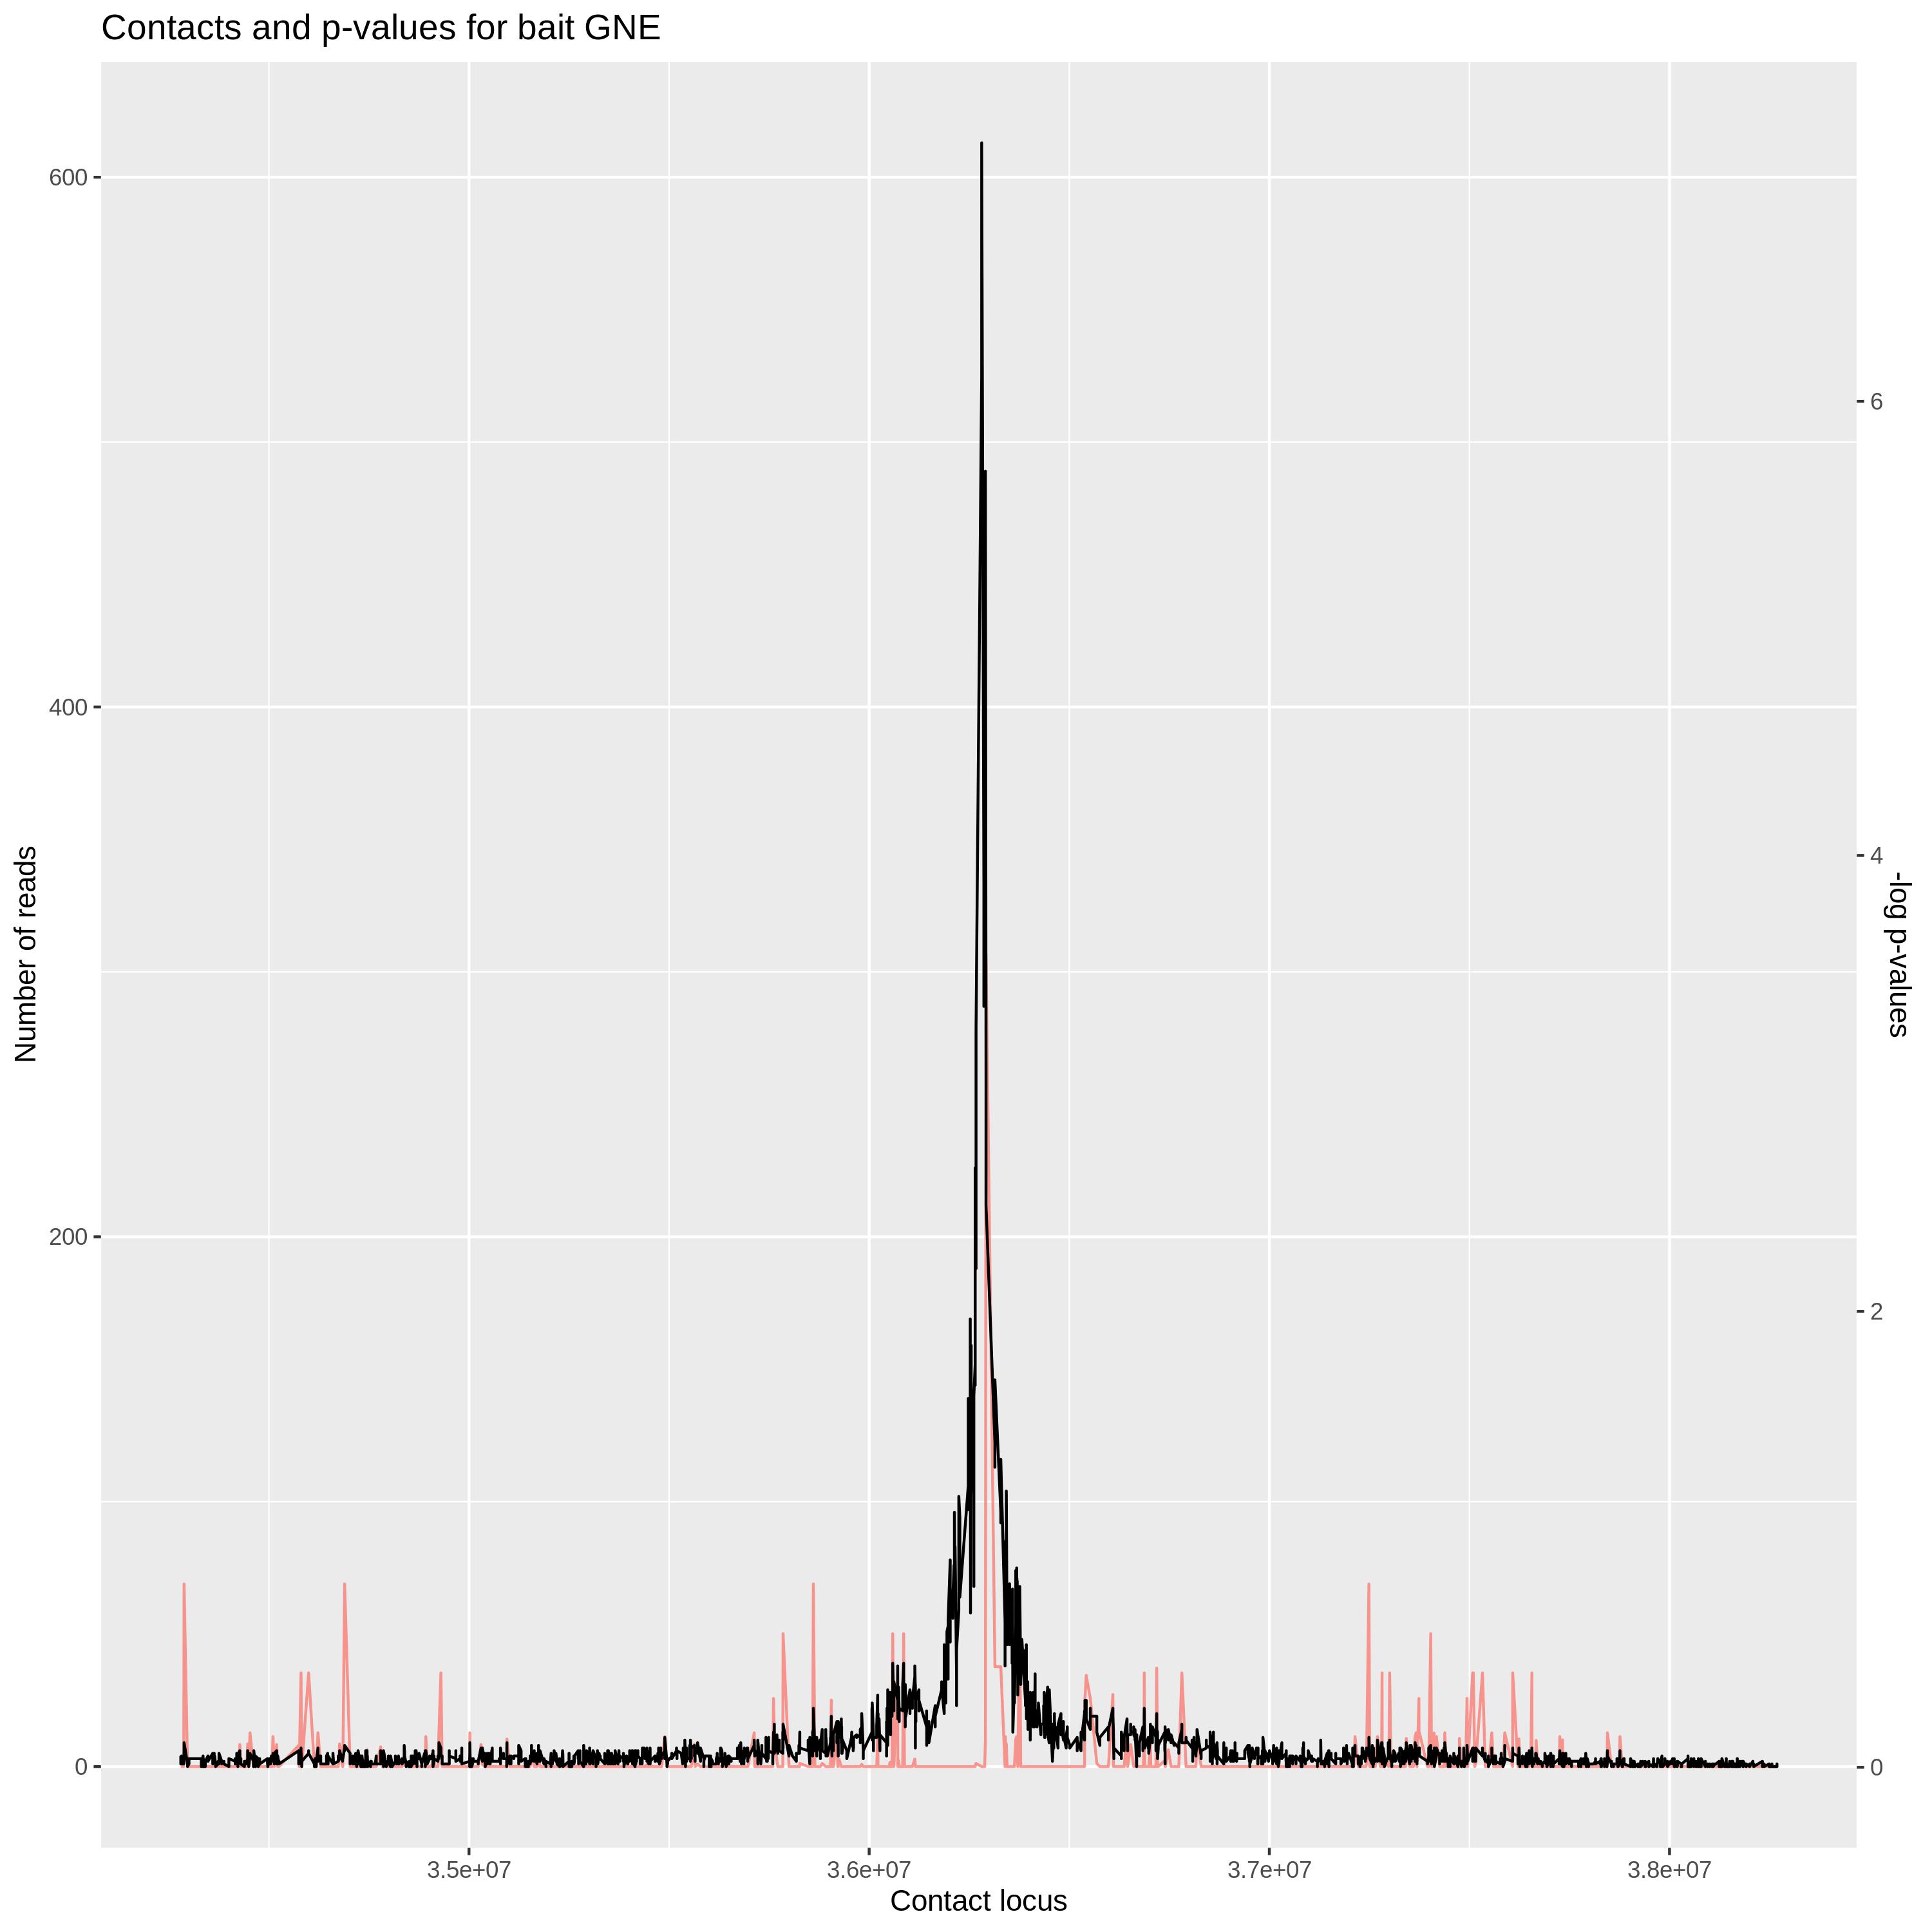 Contacts and p-values for bait GNE
600
400
200
0
6
4
2
0
Number of reads
-log p-values
3.5e+07
3.6e+07
3.7e+07
3.8e+07
Contact locus